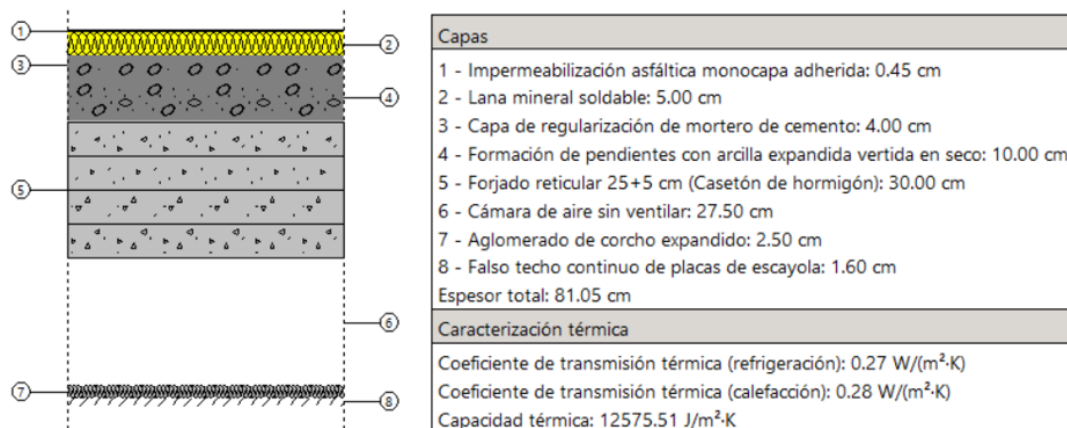 1
2
3
4
5
6
7
8
Capas
1 - Impermeabilización asfáltica monocapa adherida: 0.45 cm
2 - Lana mineral soldable: 5.00 cm
3 - Capa de regularización de mortero de cemento: 4.00 cm
4 - Formación de pendientes con arcilla expandida vertida en seco: 10.00 cm
5 - Forjado reticular 25+5 cm (Casetón de hormigón): 30.00 cm
6 - Cámara de aire sin ventilar: 27.50 cm
7 - Aglomerado de corcho expandido: 2.50 cm
8 - Falso techo continuo de placas de escayola: 1.60 cm
Espesor total: 81.05 cm
Caracterización térmica
Coeficiente de transmisión térmica (refrigeración): 0.27 W/(m²·K)
Coeficiente de transmisión térmica (calefacción): 0.28 W/(m²·K)
Capacidad térmica: 12575.51 J/m²·K